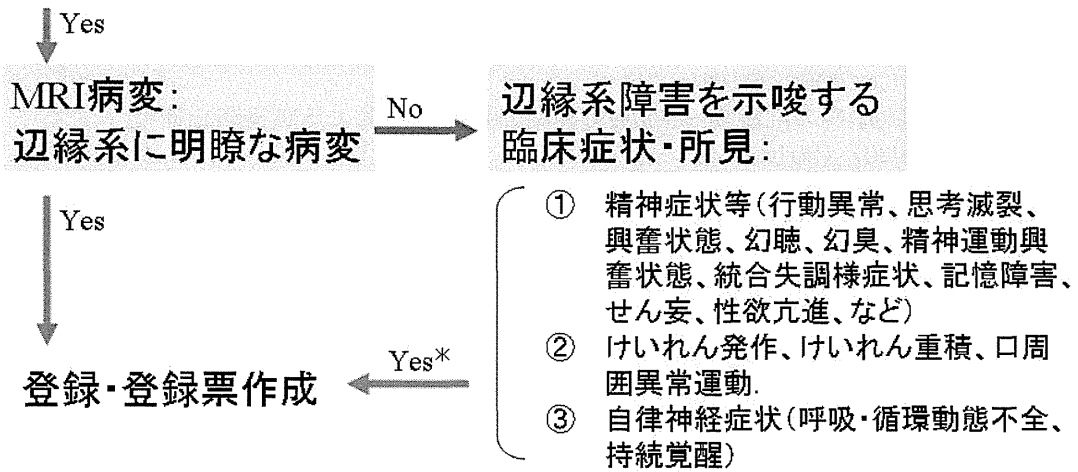 Yes
MRI病変:
辺縁系に明瞭な病変
No
辺縁系障害を示唆する
臨床症状・所見:
Yes
① 精神症状等(行動異常、思考滅裂、
興奮状態、幻聴、幻臭、精神運動興
奮状態、統合失調様症状、記憶障害、
せん妄、性欲亢進、など)
② けいれん発作、けいれん重積、口周
囲異常運動.
③ 自律神経症状(呼吸・循環動態不全、
持続覚醒)
Yes*
登録・登録票作成